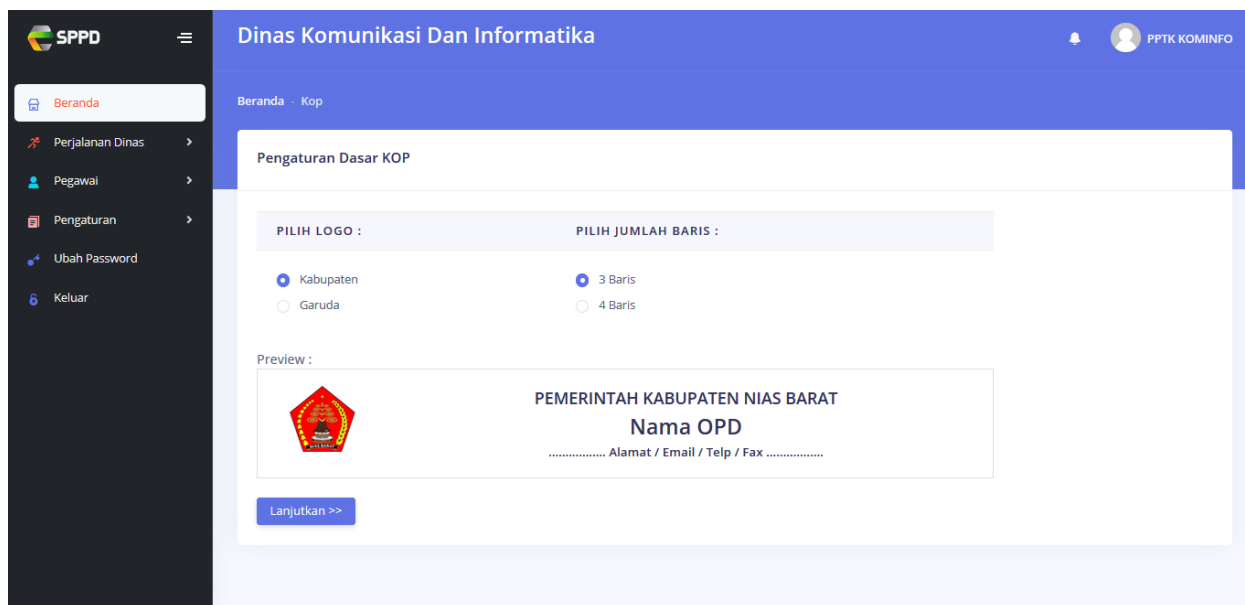 SPPD
Dinas Komunikasi Dan Informatika
PPTK KOMINFO
Beranda
Perjalanan Dinas
Pegawai
Pengaturan
Ubah Password
Keluar
Beranda - Kop
Pengaturan Dasar KOP
PILIH LOGO : PILIH JUMLAH BARIS :
Kabupaten 3 Baris
Garuda 4 Baris
Preview :
PEMERINTAH KABUPATEN NIAS BARAT
Nama OPD
................. Alamat / Email / Telp / Fax .................
NIAS BARAT
Lanjutkan >>